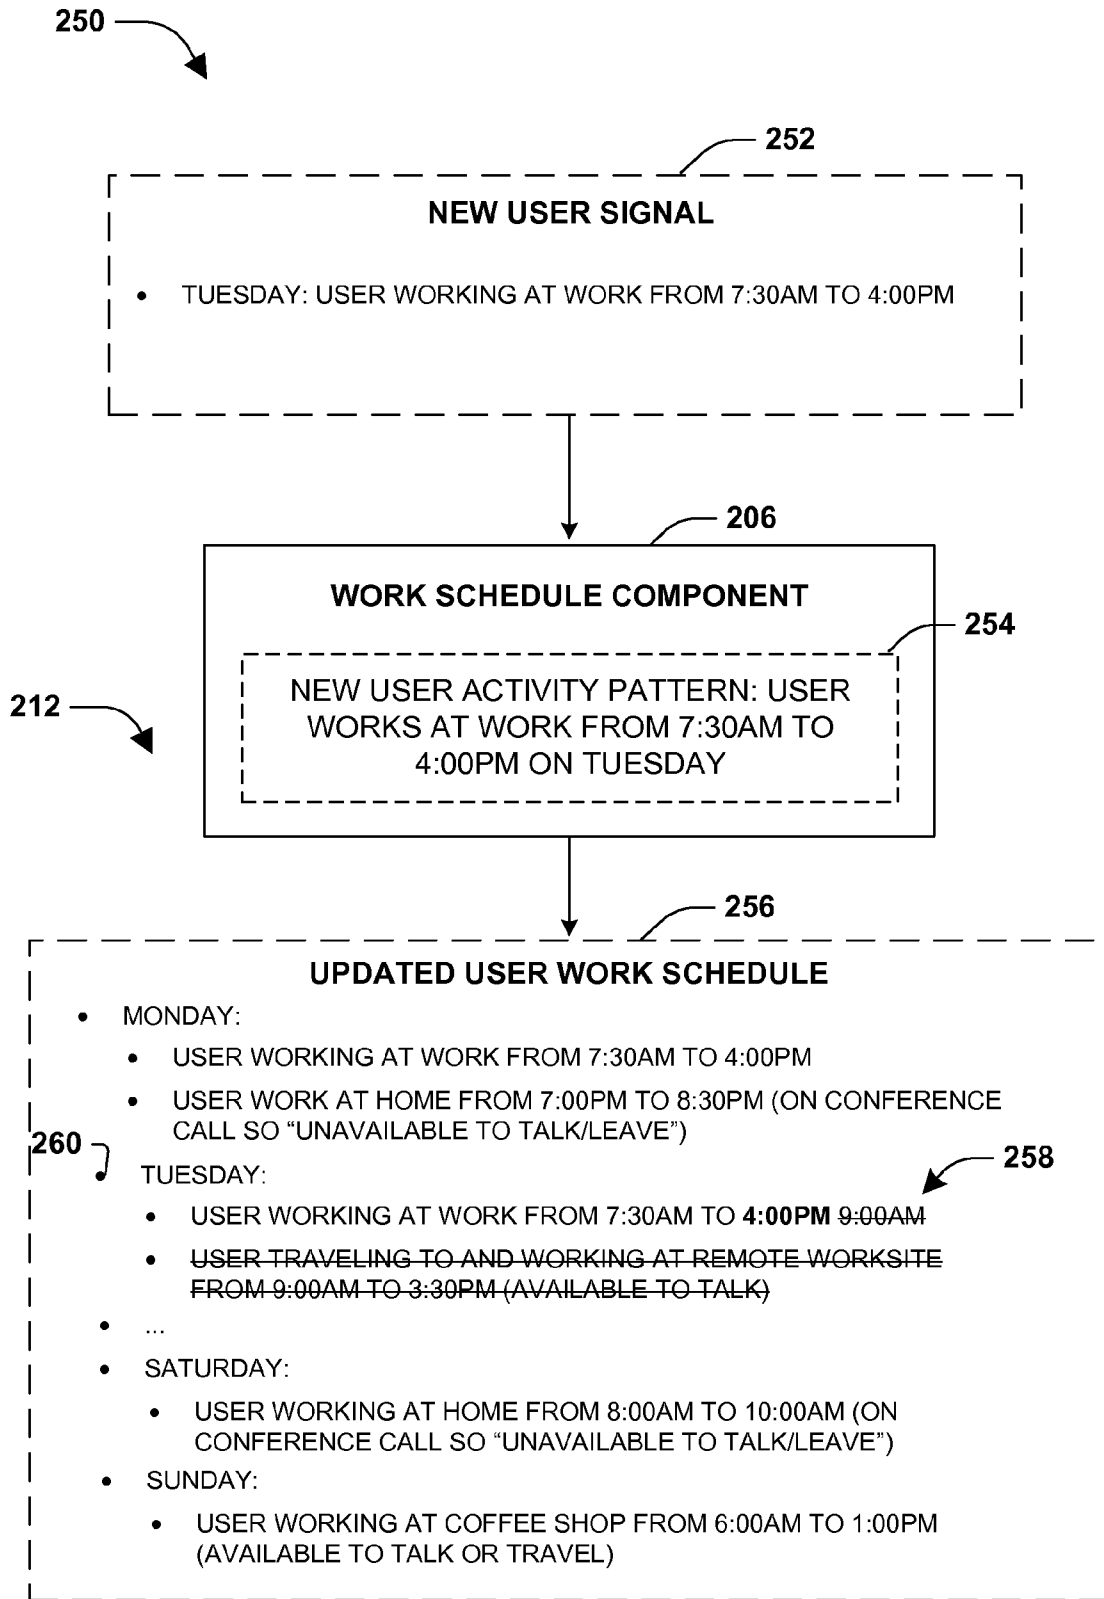 250
252
NEW USER SIGNAL
• TUESDAY: USER WORKING AT WORK FROM 7:30AM TO 4:00PM
206
WORK SCHEDULE COMPONENT
254
NEW USER ACTIVITY PATTERN: USER
WORKS AT WORK FROM 7:30AM TO
4:00PM ON TUESDAY
212
256
UPDATED USER WORK SCHEDULE
• MONDAY:
• USER WORKING AT WORK FROM 7:30AM TO 4:00PM
• USER WORK AT HOME FROM 7:00PM TO 8:30PM (ON CONFERENCE
CALL SO “UNAVAILABLE TO TALK/LEAVE”)
260
• TUESDAY:
258
• USER WORKING AT WORK FROM 7:30AM TO 4:00PM 9:00AM
• USER TRAVELING TO AND WORKING AT REMOTE WORKSITE
FROM 9:00AM TO 3:30PM (AVAILABLE TO TALK)
• ...
• SATURDAY:
• USER WORKING AT HOME FROM 8:00AM TO 10:00AM (ON
CONFERENCE CALL SO “UNAVAILABLE TO TALK/LEAVE”)
• SUNDAY:
• USER WORKING AT COFFEE SHOP FROM 6:00AM TO 1:00PM
(AVAILABLE TO TALK OR TRAVEL)